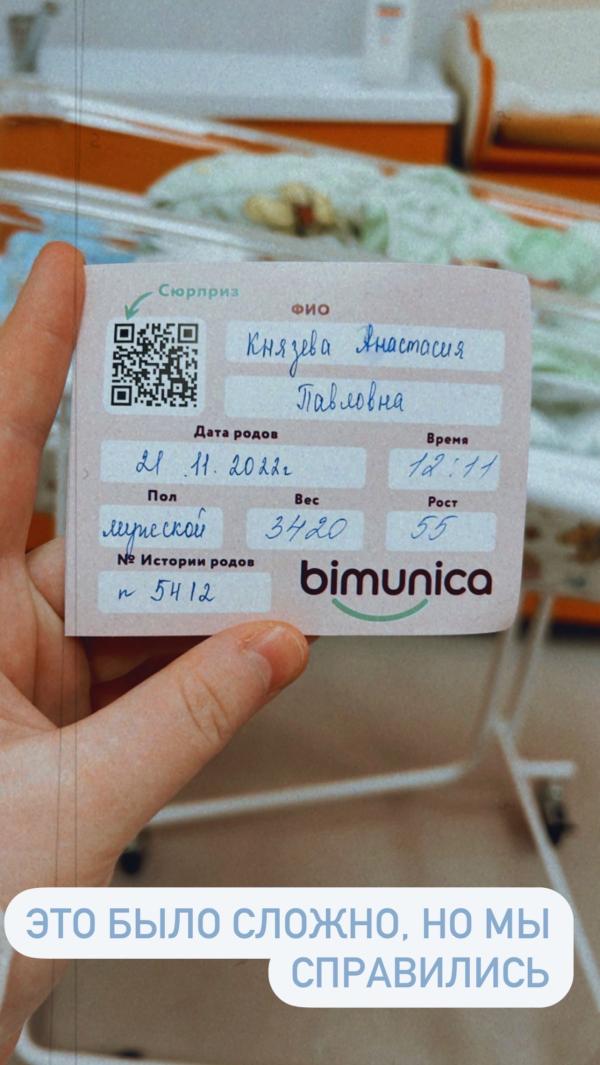 Сюрприз
ФИО
Князева Анастасия
Павловна
Дата родов
Время
21.11.2022г
12:11
Пол
Вес
Рост
мужской
3420
55
№ Истории родов
n 5412
bimunica
ЭТО БЫЛО СЛОЖНО, НО МЫ
СПРАВИЛИСЬ